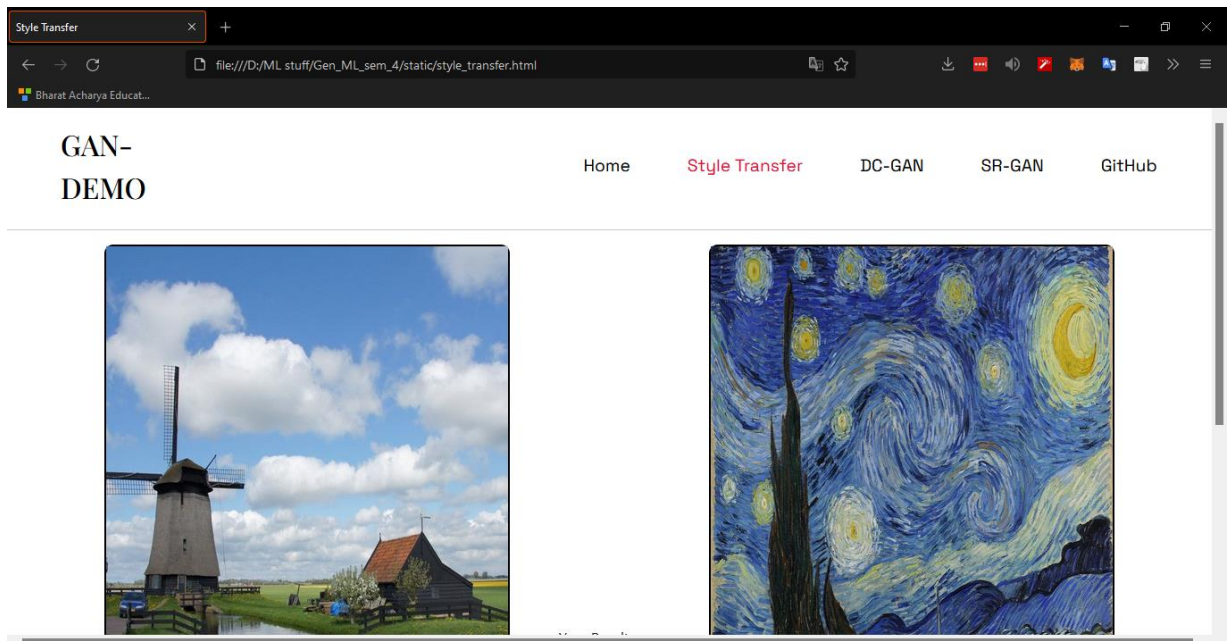 Style Transfer
file:///D:/ML stuff/Gen_ML_sem_4/static/style_transfer.html
Bharat Acharya Educat...
GAN-
DEMO
Home Style Transfer DC-GAN SR-GAN GitHub